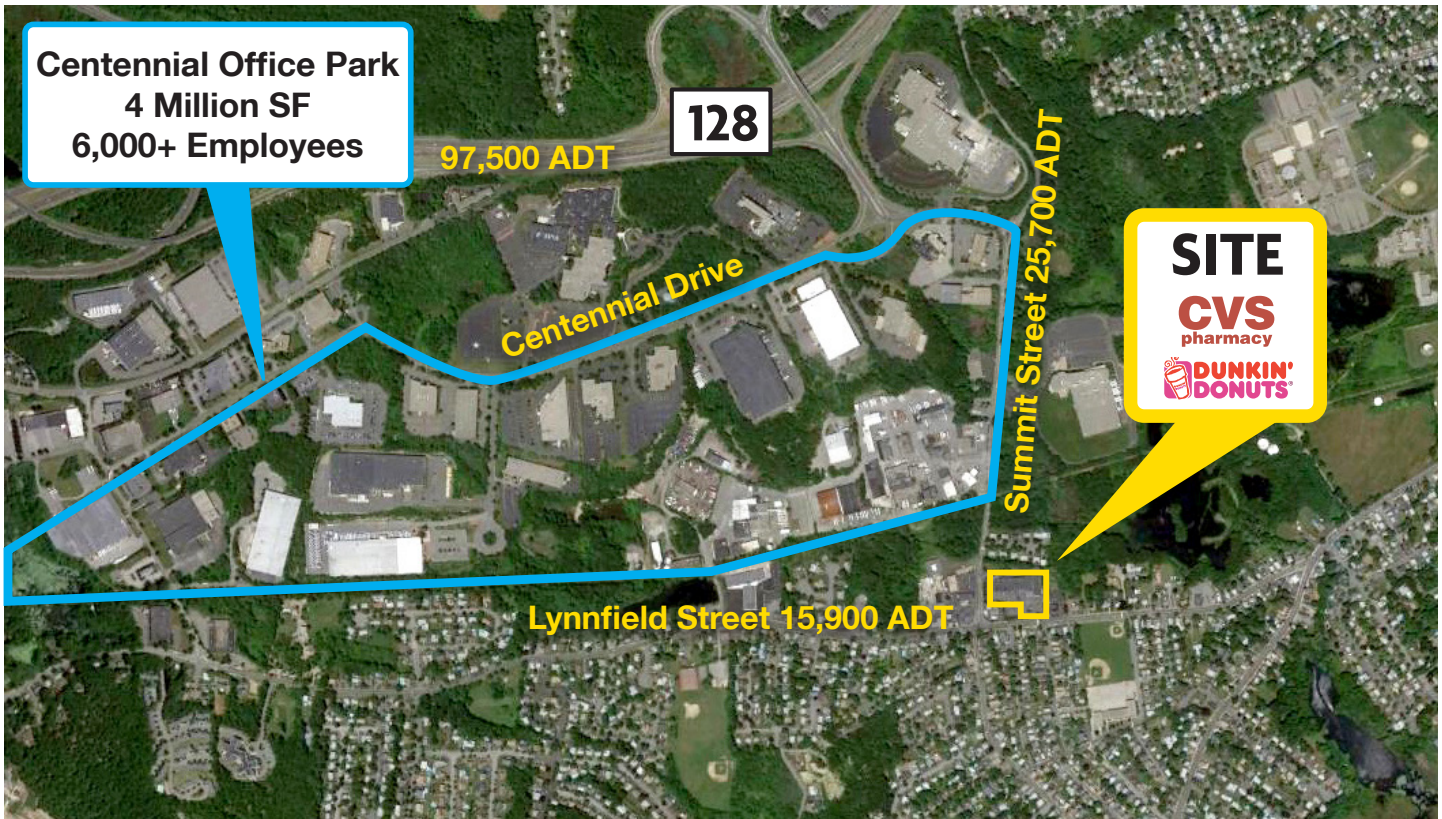 Centennial Office Park
4 Million SF
6,000+ Employees
128
97,500 ADT
Centennial Drive
Summit Street 25,700 ADT
SITE
CVS
pharmacy
DUNKIN'
DONUTS®
Lynnfield Street 15,900 ADT